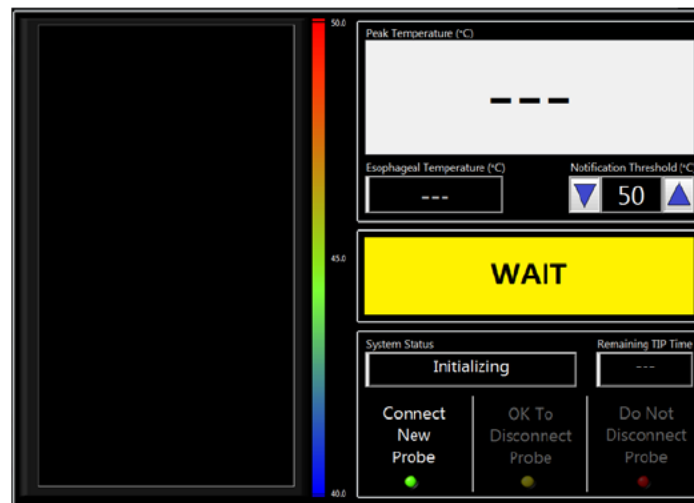 50.0
45.0
40.0
Peak Temperature (°C)
---
Esophageal Temperature (°C)
---
Notification Threshold (°C)
50
WAIT
System Status
Initializing
Remaining TIP Time
---
Connect
New
Probe
OK To
Disconnect
Probe
Do Not
Disconnect
Probe